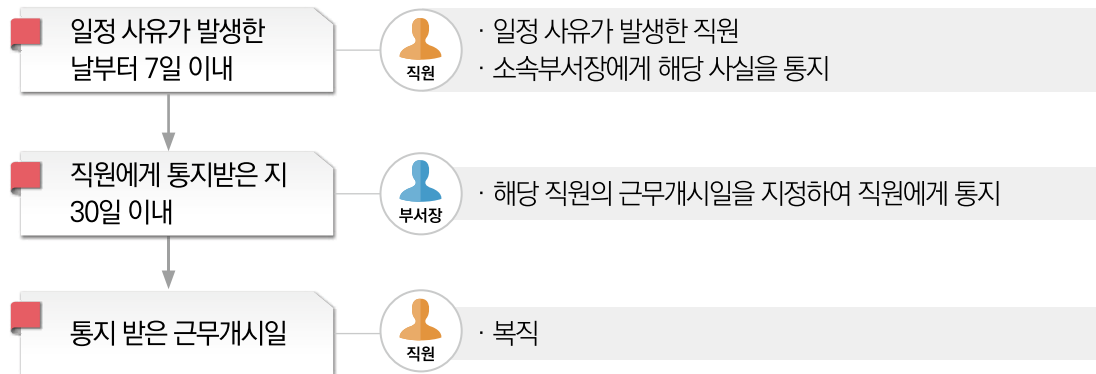 일정 사유가 발생한
날부터 7일 이내
직원
· 일정 사유가 발생한 직원
· 소속부서장에게 해당 사실을 통지
직원에게 통지받은 지
30일 이내
부서장
· 해당 직원의 근무개시일을 지정하여 직원에게 통지
통지 받은 근무개시일
직원
· 복직